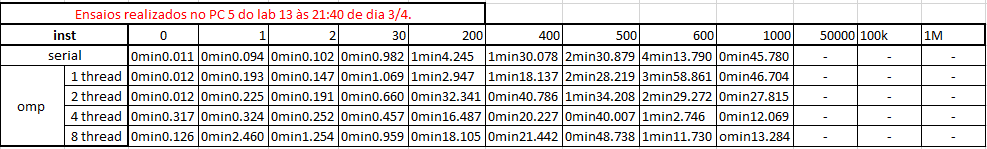 Ensaios realizados no PC 5 do lab 13 às 21:40 de dia 3/4.
inst 0 1 2 30 200 400 500 600 1000 50000 100k 1M
serial 0min0.011 0min0.094 0min0.102 0min0.982 1min4.245 1min30.078 2min30.879 4min13.790 0min45.780 - - -
1 thread 0min0.012 0min0.193 0min0.147 0min1.069 1min2.947 1min18.137 2min28.219 3min58.861 0min46.704 - - -
omp 2 thread 0min0.012 0min0.225 0min0.191 0min0.660 0min32.341 0min40.786 1min34.208 2min29.272 0min27.815 - - -
4 thread 0min0.317 0min0.324 0min0.252 0min0.457 0min16.487 0min20.227 0min40.007 1min2.746 0min12.069 - - -
8 thread 0min0.126 0min2.460 0min1.254 0min0.959 0min18.105 0min21.442 0min48.738 1min11.730 omin13.284 - - -